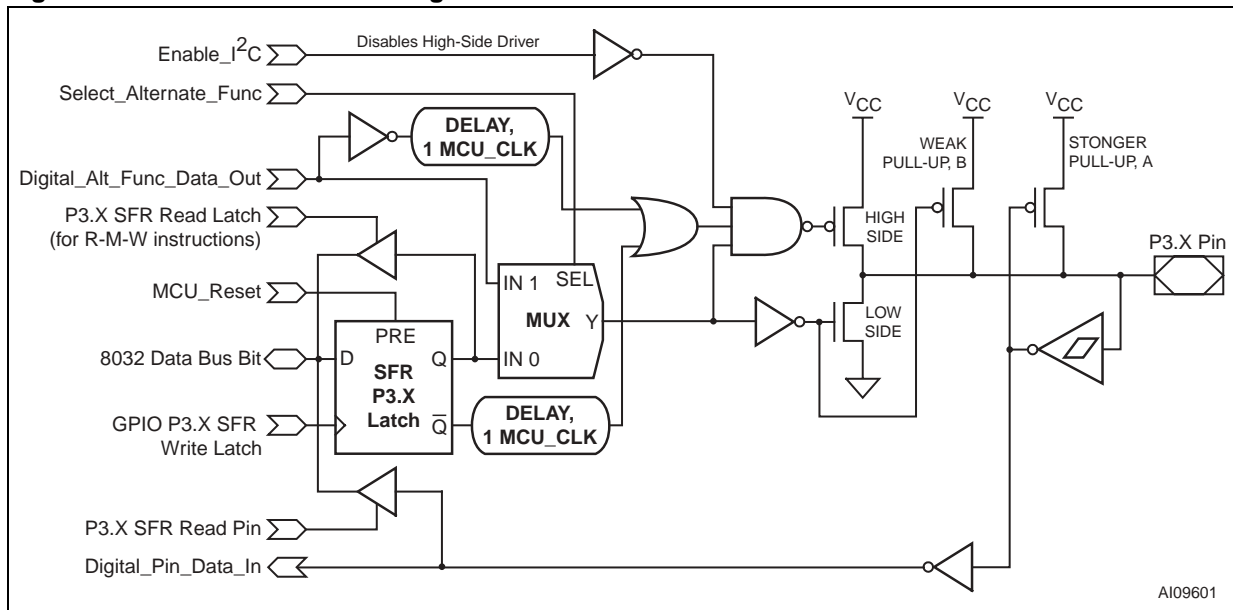 Enable_I2C
Disables High-Side Driver
Select_Alternate_Func
DELAY,
1 MCU_CLK
VCC
VCC
VCC
WEAK
PULL-UP, B
STONGER
PULL-UP, A
Digital_Alt_Func_Data_Out
P3.X SFR Read Latch
(for R-M-W instructions)
HIGH
SIDE
P3.X Pin
IN 1
SEL
MCU_Reset
MUX
Y
LOW
SIDE
PRE
8032 Data Bus Bit
D
Q
IN 0
SFR
P3.X
Latch
DELAY,
1 MCU_CLK
GPIO P3.X SFR
Write Latch
Q
P3.X SFR Read Pin
Digital_Pin_Data_In
AI09601